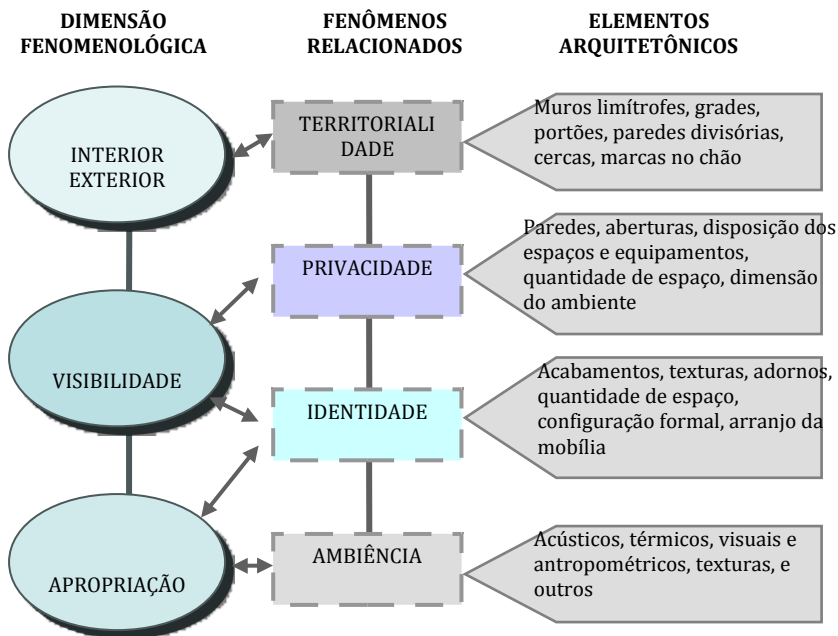 DIMENSÃO
FENOMENOLÓGICA
FENÔMENOS
RELACIONADOS
ELEMENTOS
ARQUITETÔNICOS
INTERIOR
EXTERIOR
TERRITORIALI
DADE
Muros limítrofes, grades,
portões, paredes divisórias,
cercas, marcas no chão
PRIVACIDADE
Paredes, aberturas, disposição dos
espaços e equipamentos,
quantidade de espaço, dimensão
do ambiente
VISIBILIDADE
IDENTIDADE
Acabamentos, texturas, adornos,
quantidade de espaço,
configuração formal, arranjo da
mobília
APROPRIAÇÃO
AMBIÊNCIA
Acústicos, térmicos, visuais e
antropométricos, texturas, e
outros